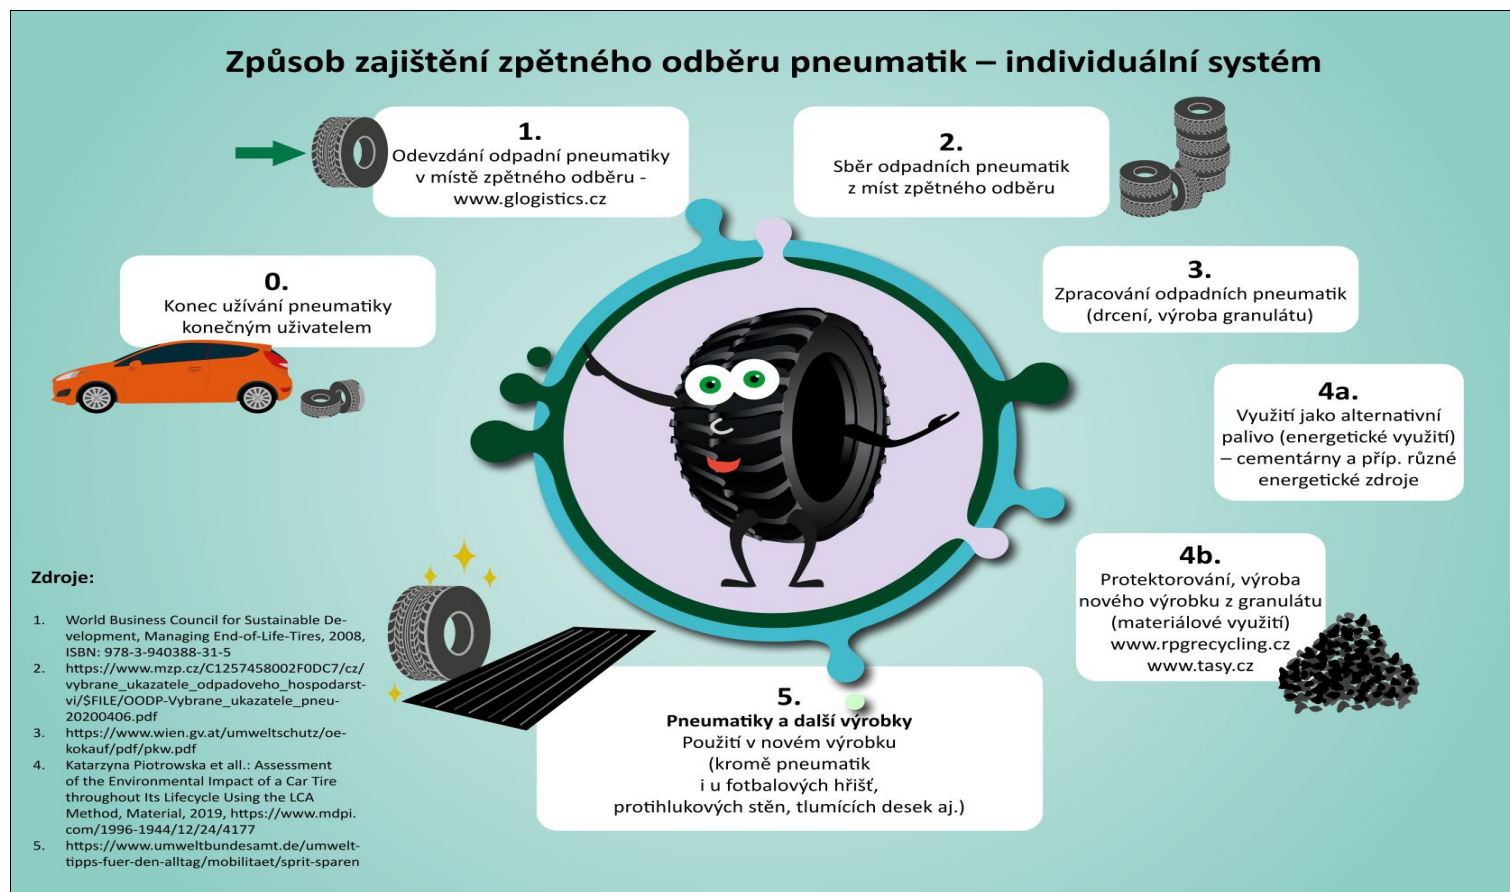 Způsob zajištění zpětného odběru pneumatik – individuální systém
0.
Konec užívání pneumatiky
konečným uživatelem
1.
Odevzdání odpadní pneumatiky
v místě zpětného odběru -
www.glogistics.cz
2.
Sběr odpadních pneumatik
z míst zpětného odběru
3.
Zpracování odpadních pneumatik
(drcení, výroba granulátu)
4a.
Využití jako alternativní
palivo (energetické využití)
– cementárny a příp. různé
energetické zdroje
4b.
Protektorování, výroba
nového výrobku z granulátu
(materiálové využití)
www.rpgrecycling.cz
www.tasy.cz
5.
Pneumatiky a další výrobky
Použití v novém výrobku
(kromě pneumatik
i u fotbalových hřišť,
protihlukových stěn, tlumících desek aj.)
Zdroje:
1. World Business Council for Sustainable De-
velopment, Managing End-of-Life-Tires, 2008,
ISBN: 978-3-940388-31-5
2. https://www.mzp.cz/C1257458002F0DC7/cz/
vybrane_ukazatele_odpadoveho_hospodarst-
vi/$FILE/OODP-Vybrane_ukazatele_pneu-
20200406.pdf
3. https://www.wien.gv.at/umweltschutz/oe-
kokauf/pdf/pkw.pdf
4. Katarzyna Piotrowska et all.: Assessment
of the Environmental Impact of a Car Tire
throughout Its Lifecycle Using the LCA
Method, Material, 2019, https://www.mdpi.
com/1996-1944/12/24/4177
5. https://www.umweltbundesamt.de/umwelt-
tipps-fuer-den-alltag/mobilitaet/sprit-sparen